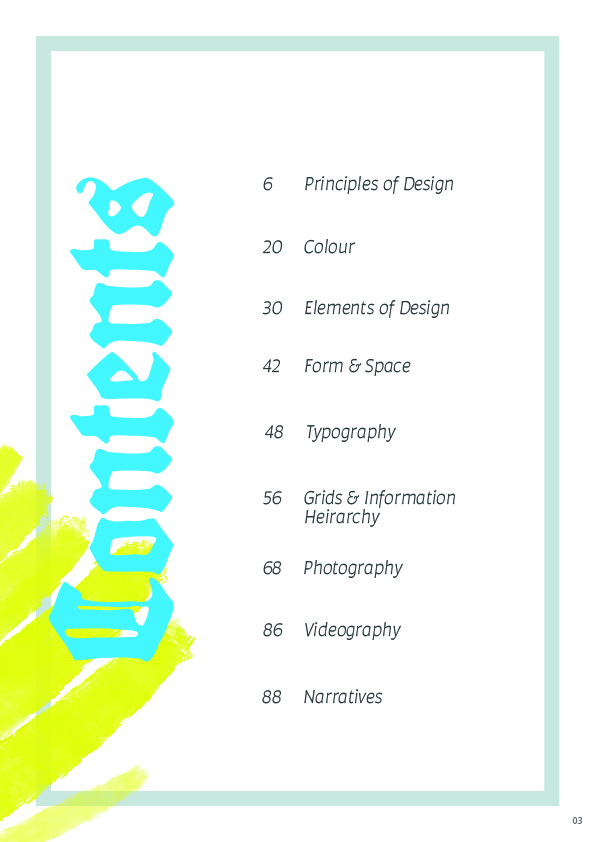 Contents
6 Principles of Design
20 Colour
30 Elements of Design
42 Form & Space
48 Typography
56 Grids & Information
Heirarchy
68 Photography
86 Videography
88 Narratives
03